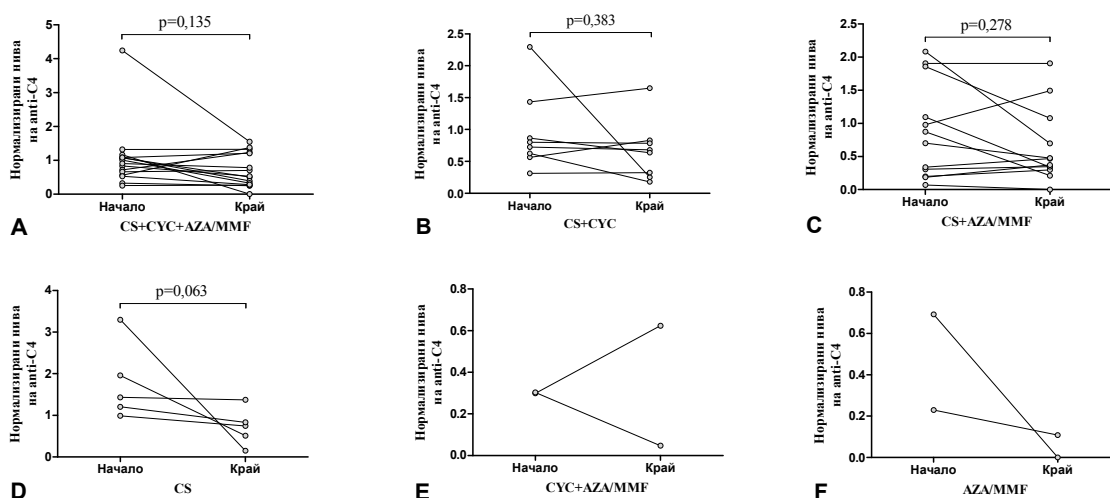 p=0,135
Нормализирани нива
на anti-C4
5
4
3
2
1
0
Начало Край
A
CS+CYC+AZA/MMF
p=0,383
Нормализирани нива
на anti-C4
2.5
2.0
1.5
1.0
0.5
0.0
Начало Край
B
CS+CYC
p=0,278
Нормализирани нива
на anti-C4
2.5
2.0
1.5
1.0
0.5
0.0
Начало Край
C
CS+AZA/MMF
p=0,063
Нормализирани нива
на anti-C4
4
3
2
1
0
Начало Край
D
CS
Нормализирани нива
на anti-C4
0.8
0.6
0.4
0.2
0.0
Начало Край
E
CYC+AZA/MMF
Нормализирани нива
на anti-C4
0.8
0.6
0.4
0.2
0.0
Начало Край
F
AZA/MMF